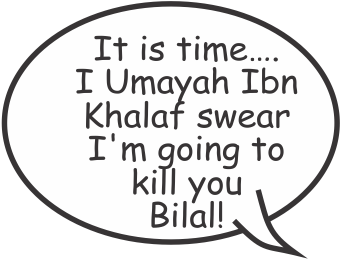 It is time....
I Umayah Ibn
Khalaf swear
I'm going to
kill you
Bilal!